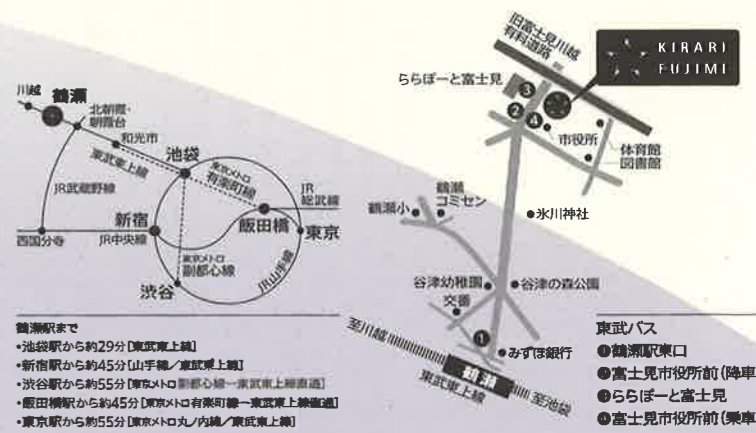 川越
鶴瀬
北朝霞・
朝霞台
和光市
東武東上線
JR武蔵野線
池袋
東京メトロ
有楽町線
JR
総武線
新宿
飯田橋
東京
西国分寺
JR中央線
東京メトロ
副都心線
JR山手線
渋谷
鶴瀬駅まで
・池袋駅から約29分[東武東上線]
・新宿駅から約45分[山手線/東武東上線]
・渋谷駅から約55分[東京メトロ副都心線ー東武東上線直通]
・飯田橋駅から約45分[東京メトロ有楽町線ー東武東上線直通]
・東京駅から約55分[東京メトロ丸ノ内線/東武東上線]
旧富士見川越
有料道路
KIRARI
FUJIMI
ららぽーと富士見
❸
❷
❹
市役所
体育館
図書館
鶴瀬
コミセン
鶴瀬小
氷川神社
谷津幼稚園
谷津の森公園
交番
❶
みずほ銀行
至川越
鶴瀬
東武東上線
至池袋
東武バス
❶鶴瀬駅東口
❷富士見市役所前(降車
❸ららぽーと富士見
❹富士見市役所前(乗車